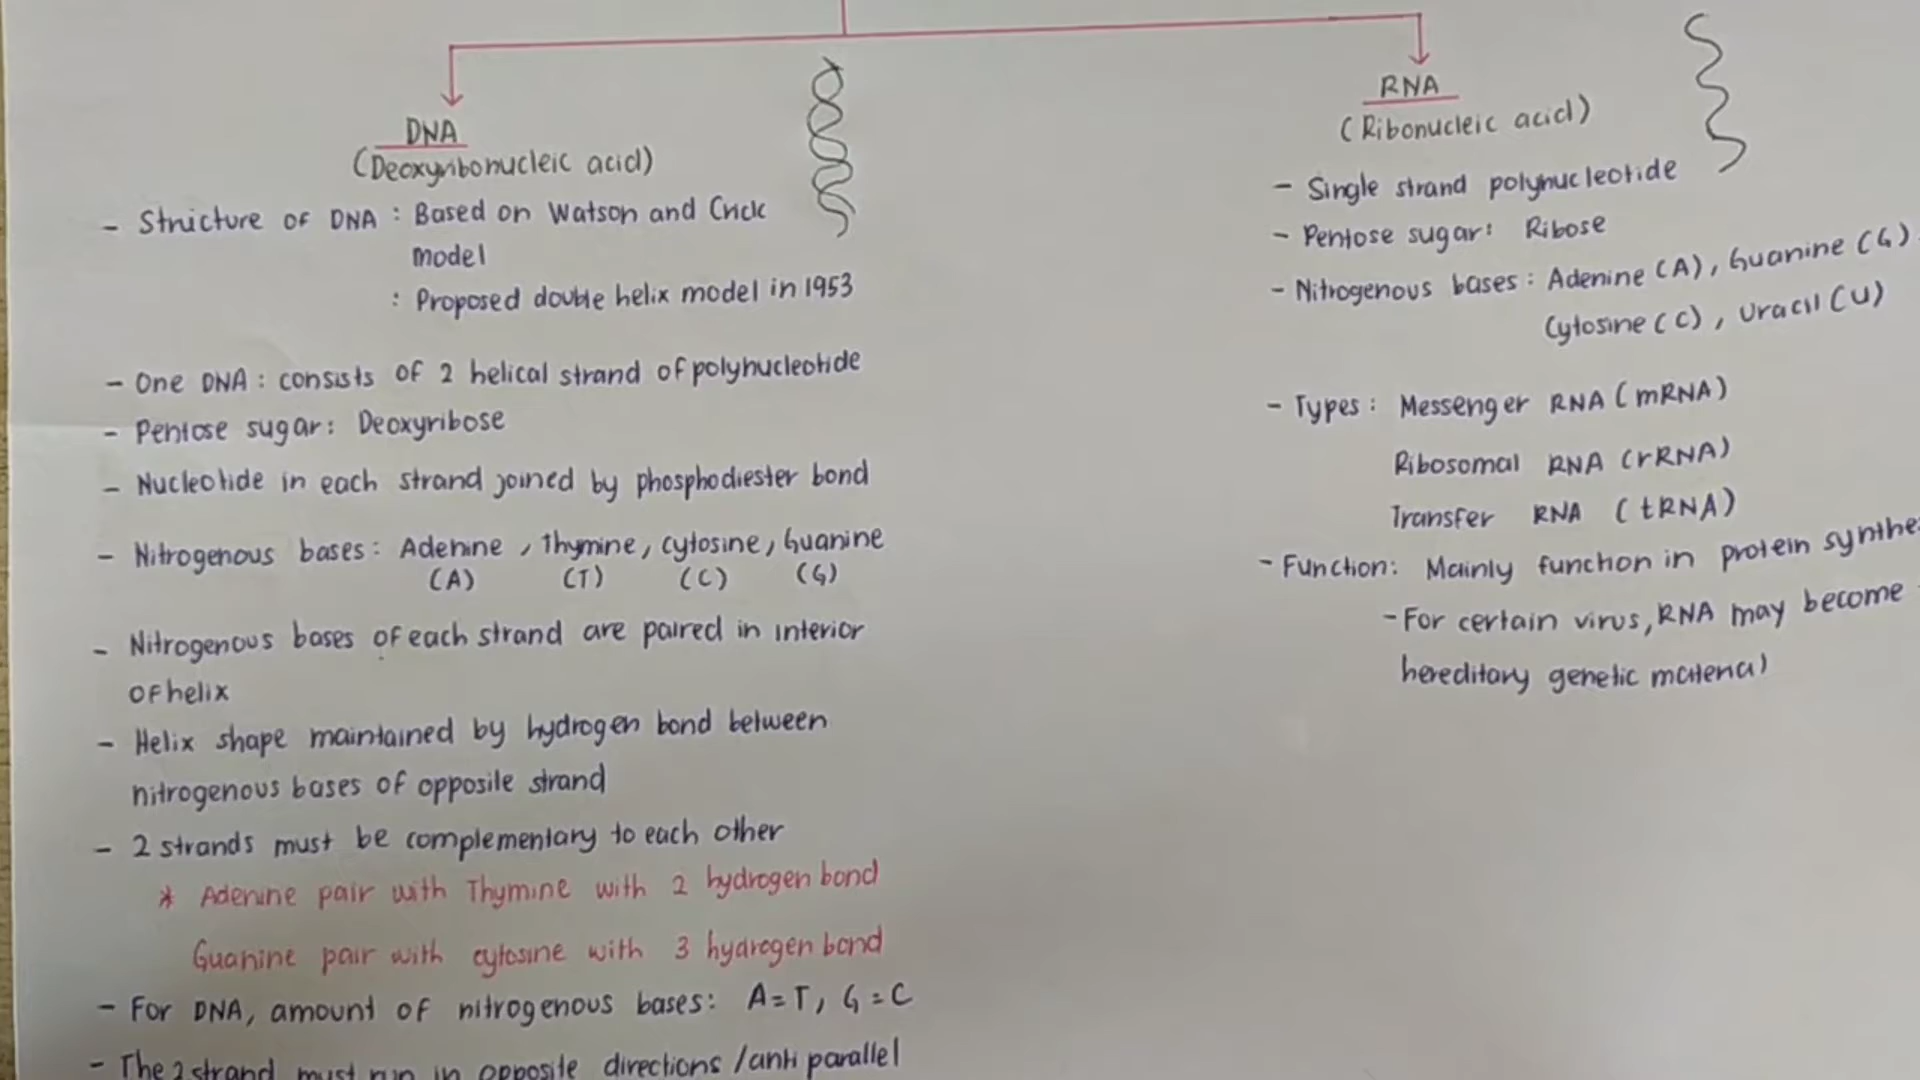 DNA
(Deoxyribonucleic acid)
- Structure of DNA : Based on Watson and Crick
model
: Proposed double helix model in 1953
- One DNA : consists of 2 helical strand of polynucleotide
- Pentose sugar : Deoxyribose
- Nucleotide in each strand joined by phosphodiester bond
- Nitrogenous bases : Adenine , Thymine, cytosine, Guanine
(A) (T) (C) (G)
- Nitrogenous bases of each strand are paired in interior
of helix
- Helix shape maintained by hydrogen bond between
nitrogenous bases of opposite strand
- 2 strands must be complementary to each other
* Adenine pair with Thymine with 2 hydrogen bond
Guanine pair with cytosine with 3 hydrogen bond
- For DNA, amount of nitrogenous bases : A = T, G = C
- The 2 strand must run in opposite directions /anti parallel
RNA
(Ribonucleic acid)
- Single strand polynucleotide
- Pentose sugar : Ribose
- Nitrogenous bases : Adenine (A), Guanine (G)
Cytosine (C) , Uracil (U)
- Types : Messenger RNA (mRNA)
Ribosomal RNA (rRNA)
Transfer RNA (tRNA)
- Function : Mainly function in protein synthe
- For certain virus, RNA may become
hereditary genetic material